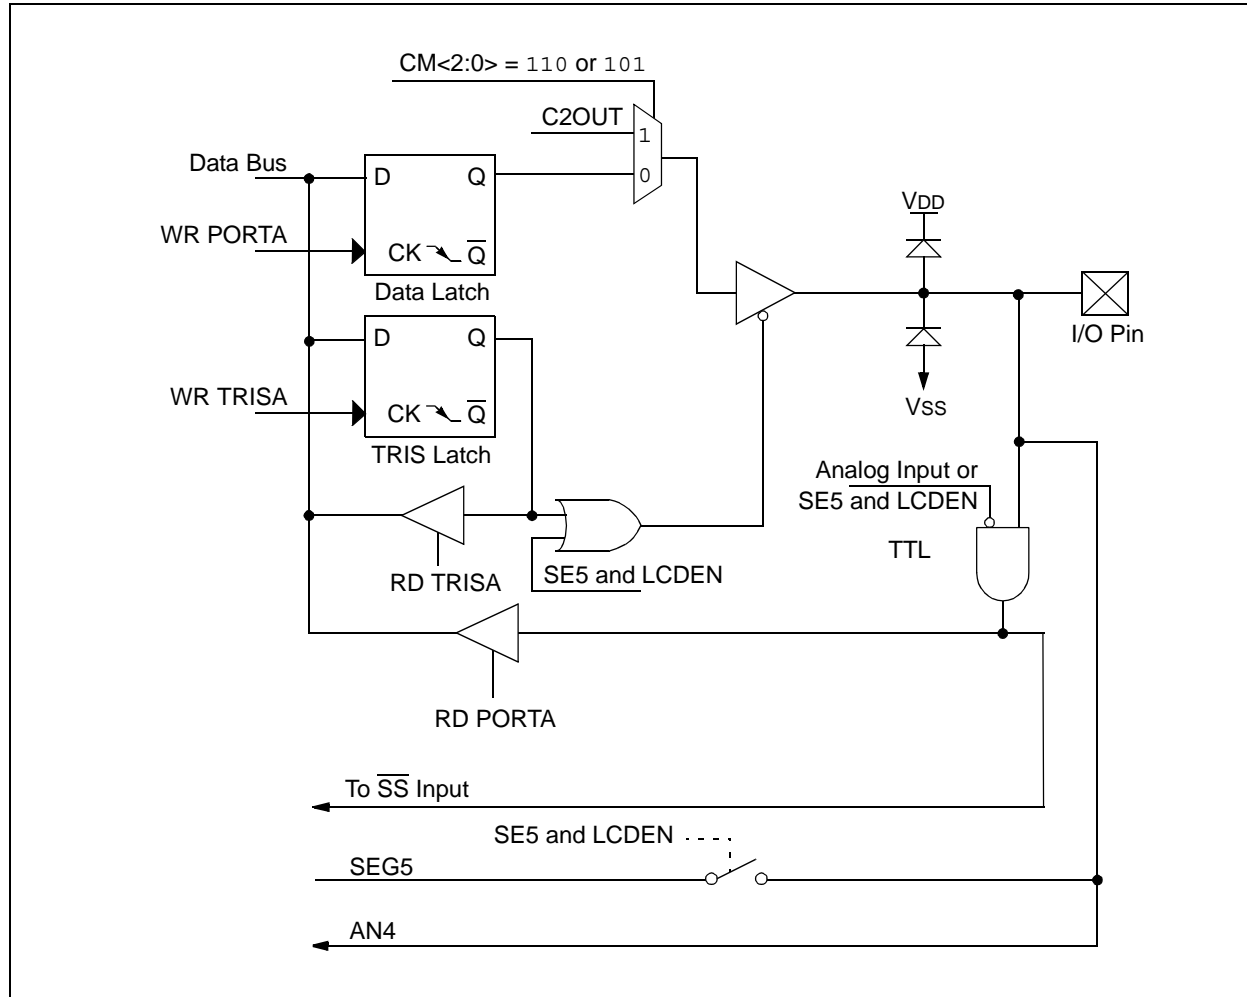 CM<2:0> = 110 or 101
C2OUT
1
Data Bus
D
Q
0
VDD
WR PORTA
CK
Q̅
Data Latch
I/O Pin
D
Q
WR TRISA
CK
Q̅
VSS
TRIS Latch
Analog Input or
SE5 and LCDEN
TTL
RD TRISA
SE5 and LCDEN
RD PORTA
To S̅S̅ Input
SE5 and LCDEN
SEG5
AN4